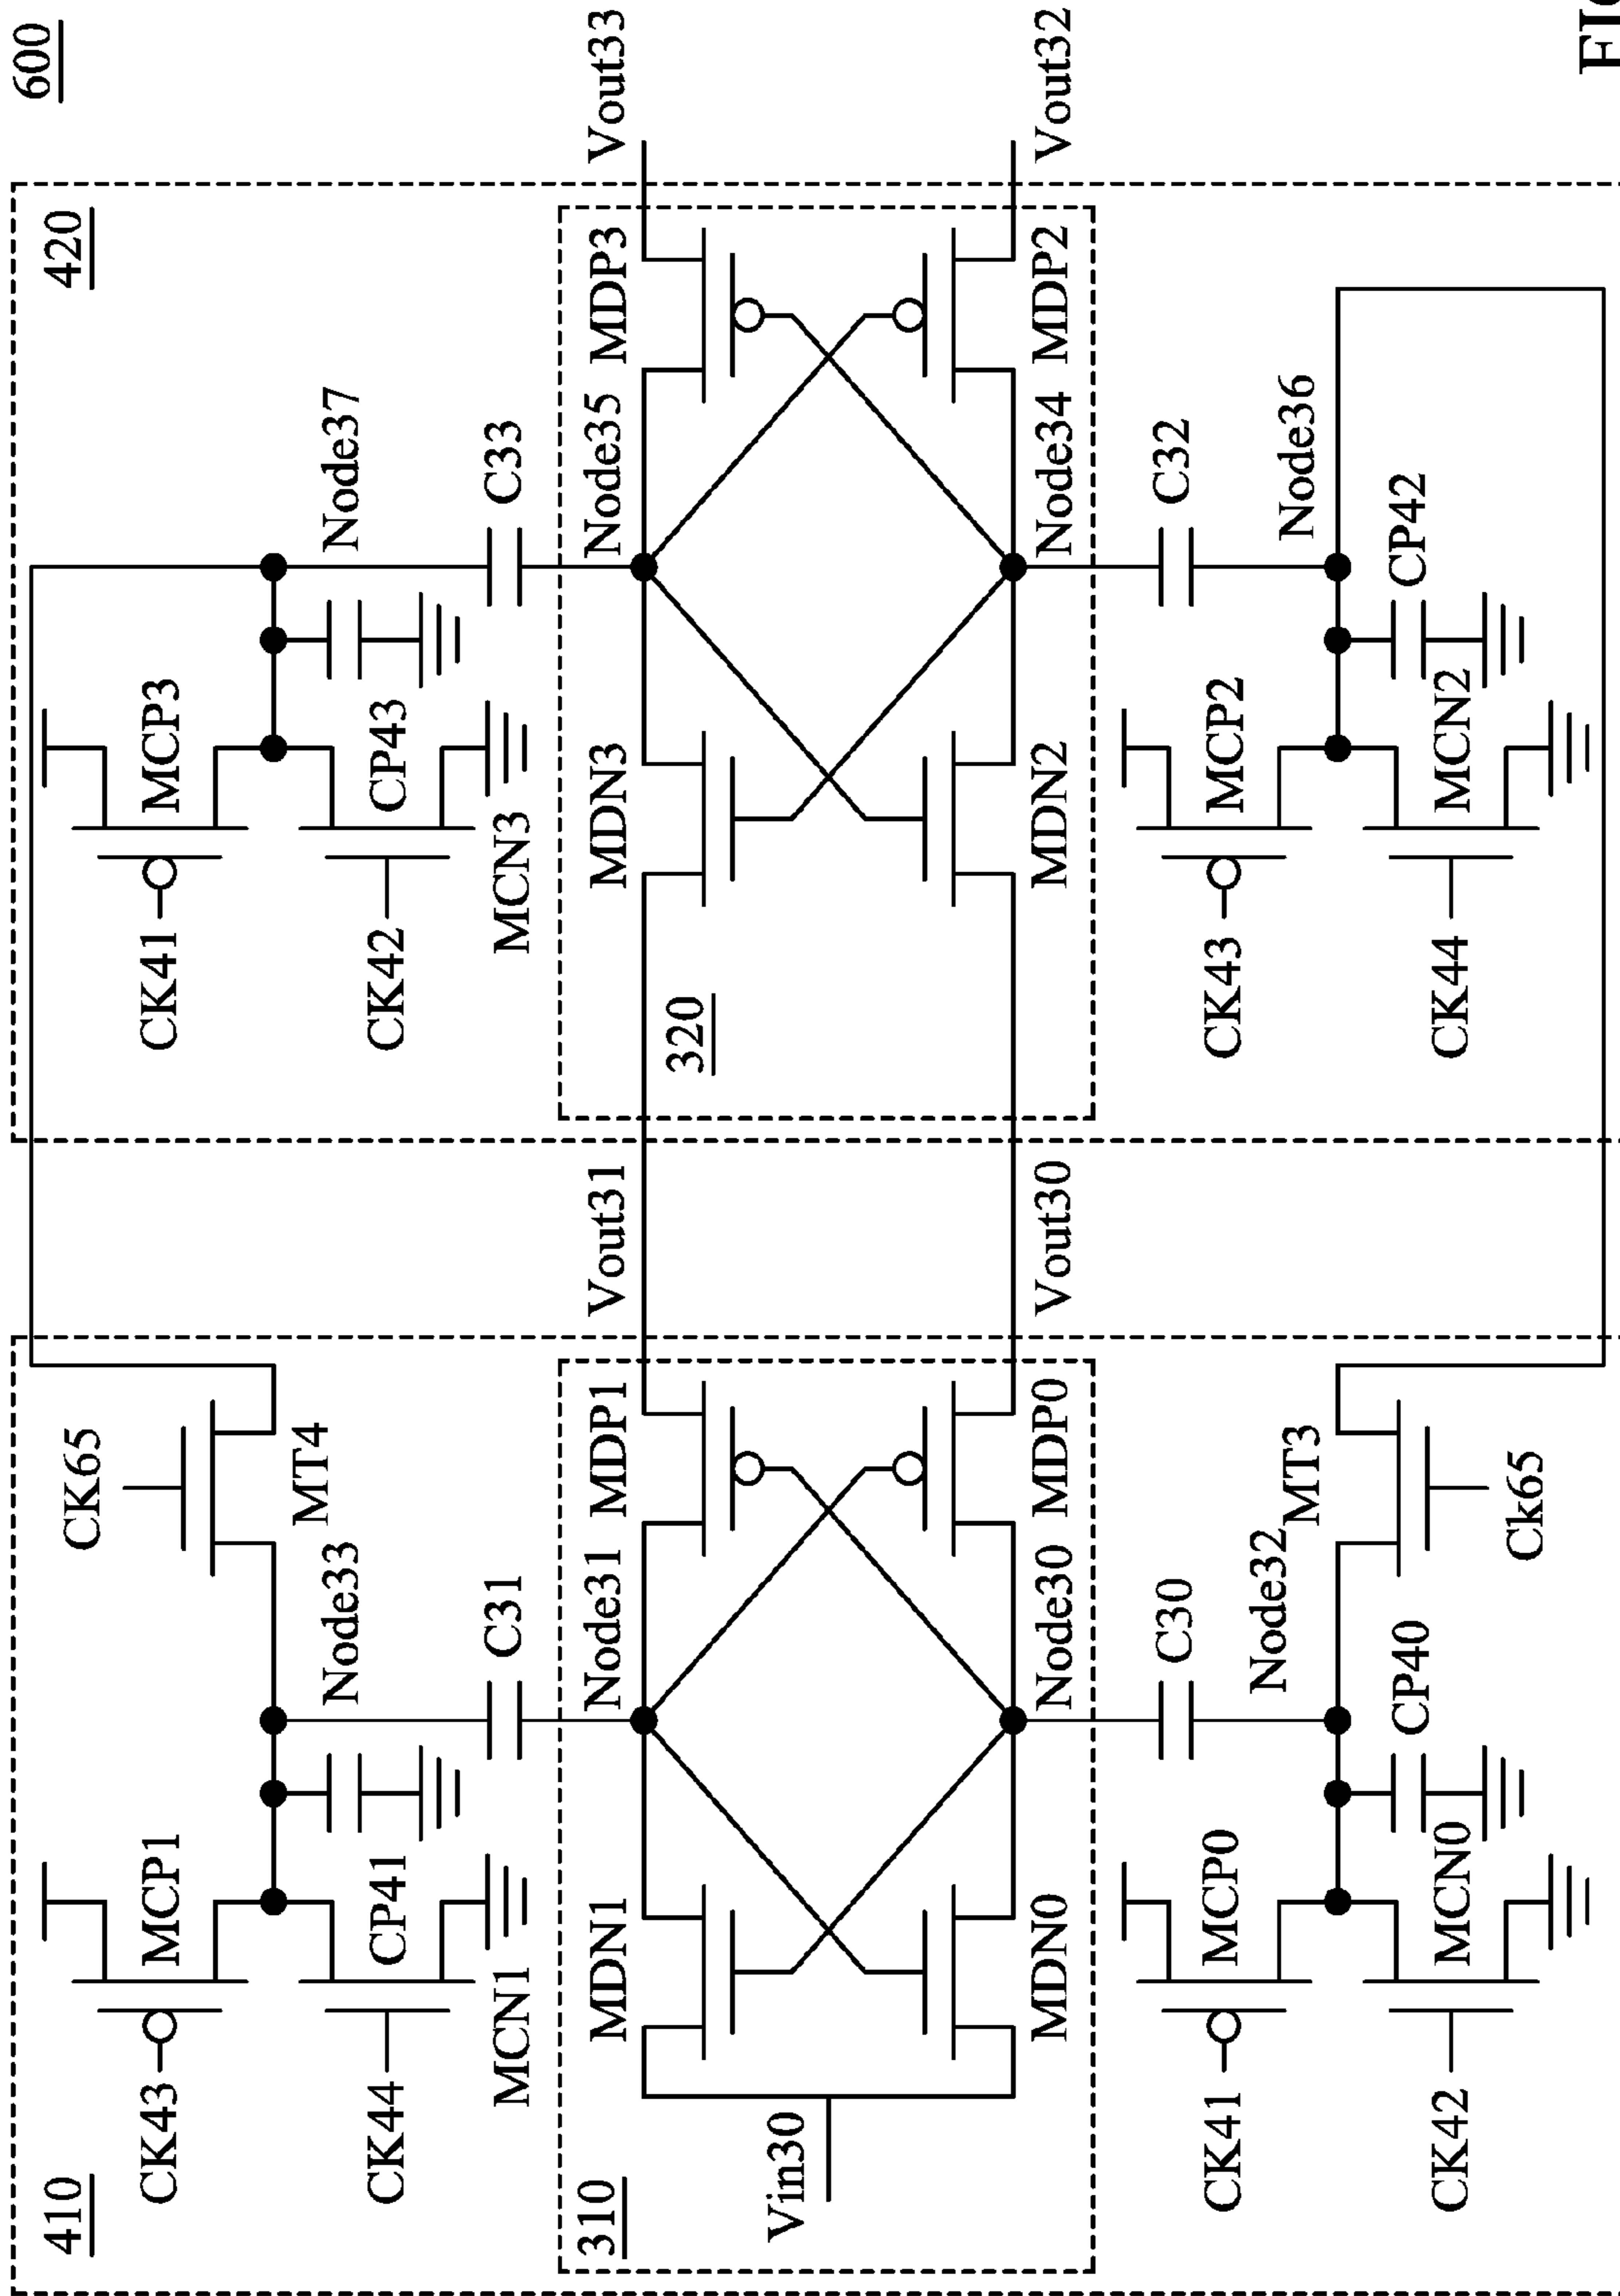 600
410
420
CK43
MCP1
CK65
CK41
MCP3
CK44
CP41
MT4
CK42
CP43
Node33
Node37
MCN1
C31
MCN3
C33
310
MDN1
Node31
MDP1
Vout31
MDN3
Node35
MDP3
Vout33
320
Vin30
MDN0
Node30
MDP0
Vout30
MDN2
Node34
MDP2
Vout32
C30
C32
CK41
MCP0
Node32
MT3
CK43
MCP2
Node36
CP40
CP42
CK42
MCN0
Ck65
CK44
MCN2